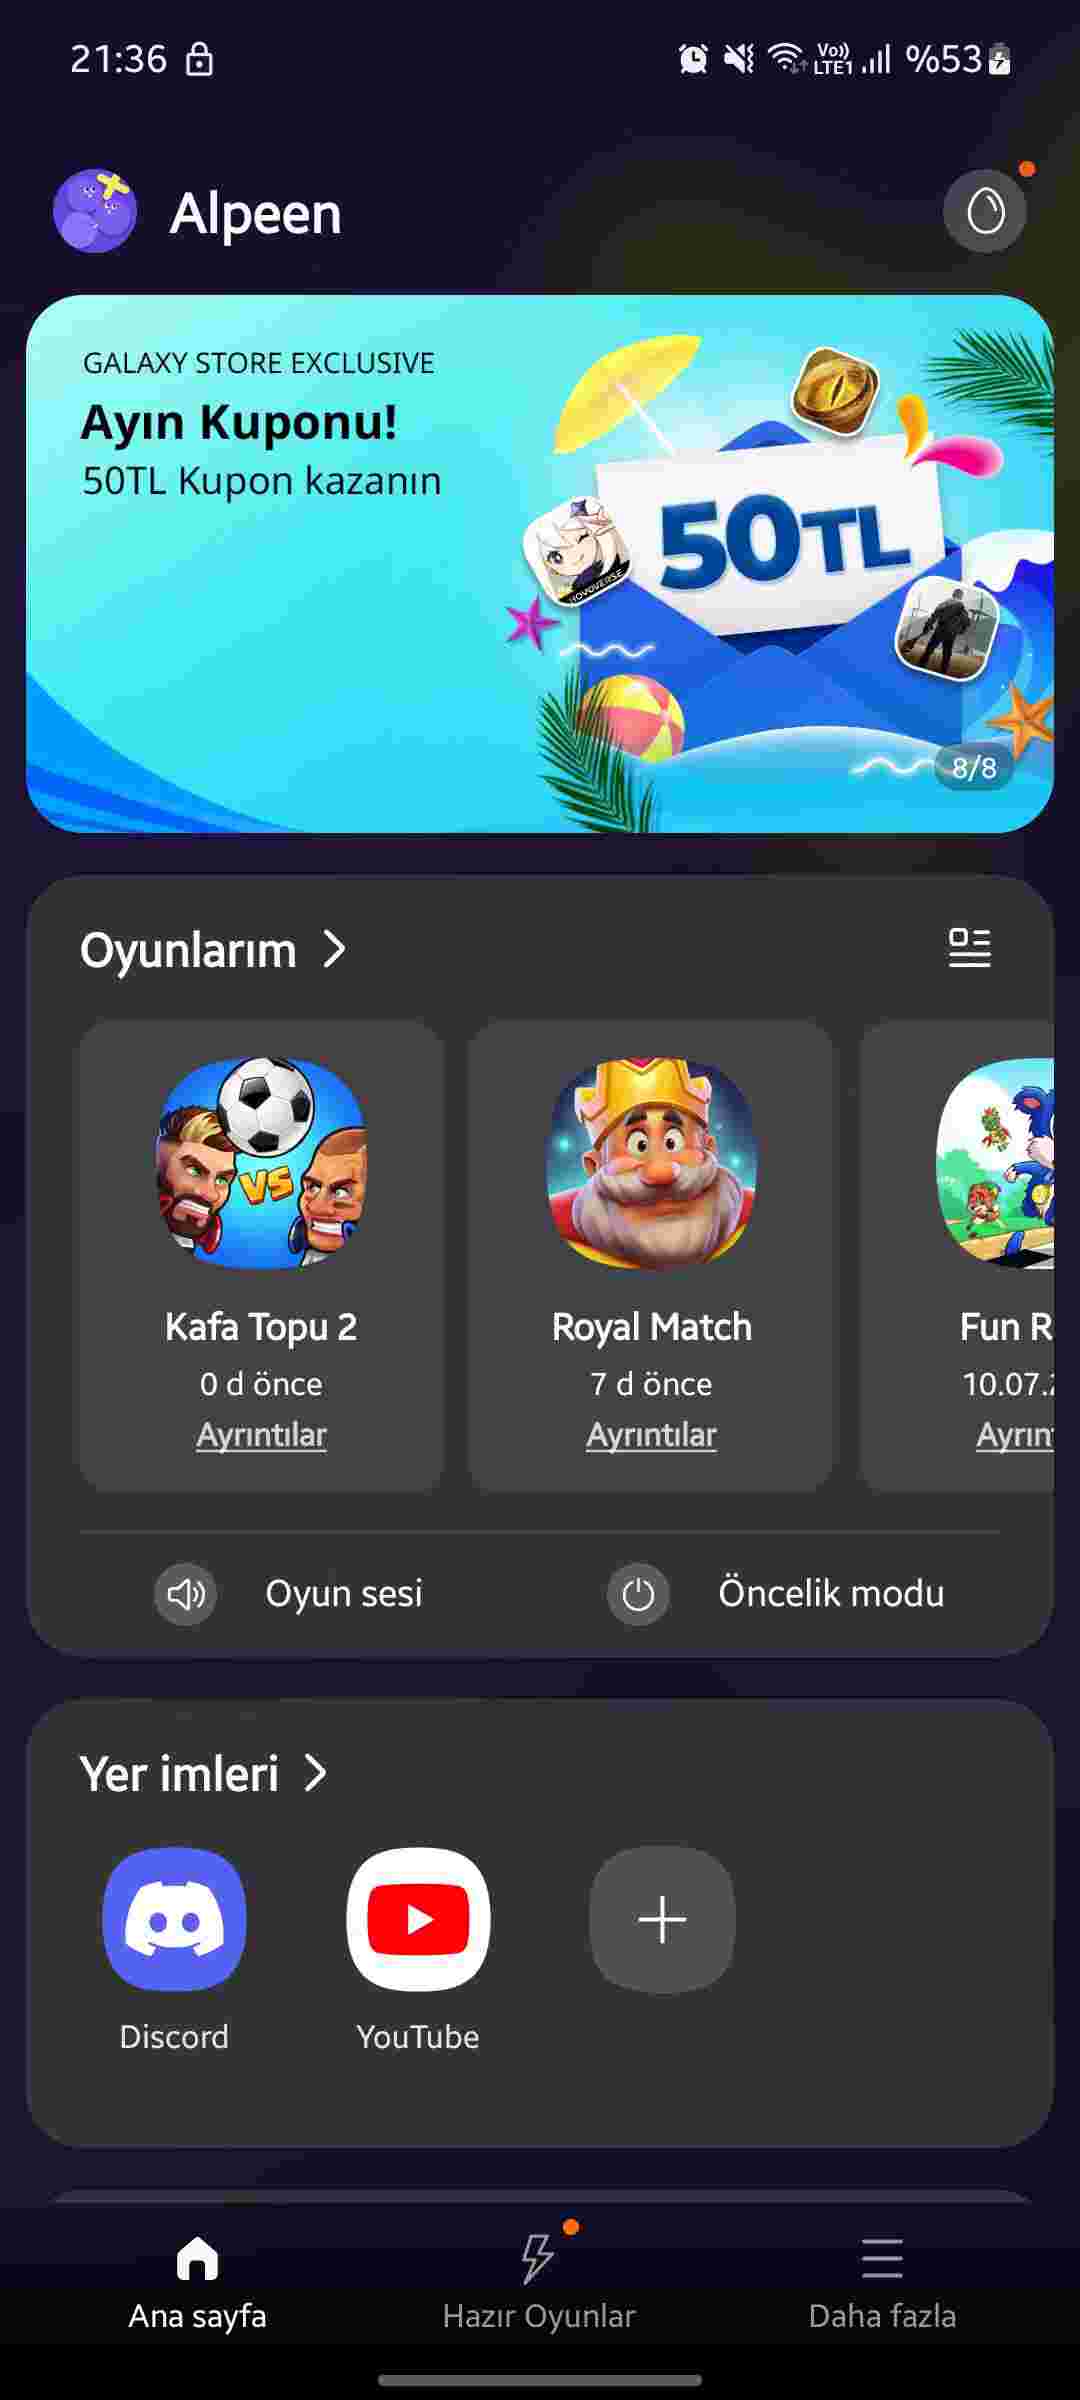 21:36
Vo)) LTE1 %53
Alpeen
GALAXY STORE EXCLUSIVE
Ayın Kuponu!
50TL Kupon kazanın
50TL
HOYOVERSE
8/8
Oyunlarım
VS
Kafa Topu 2
0 d önce
Ayrıntılar
Royal Match
7 d önce
Ayrıntılar
Fun R
10.07.
Ayrın
Oyun sesi
Öncelik modu
Yer imleri
Discord
YouTube
Ana sayfa
Hazır Oyunlar
Daha fazla